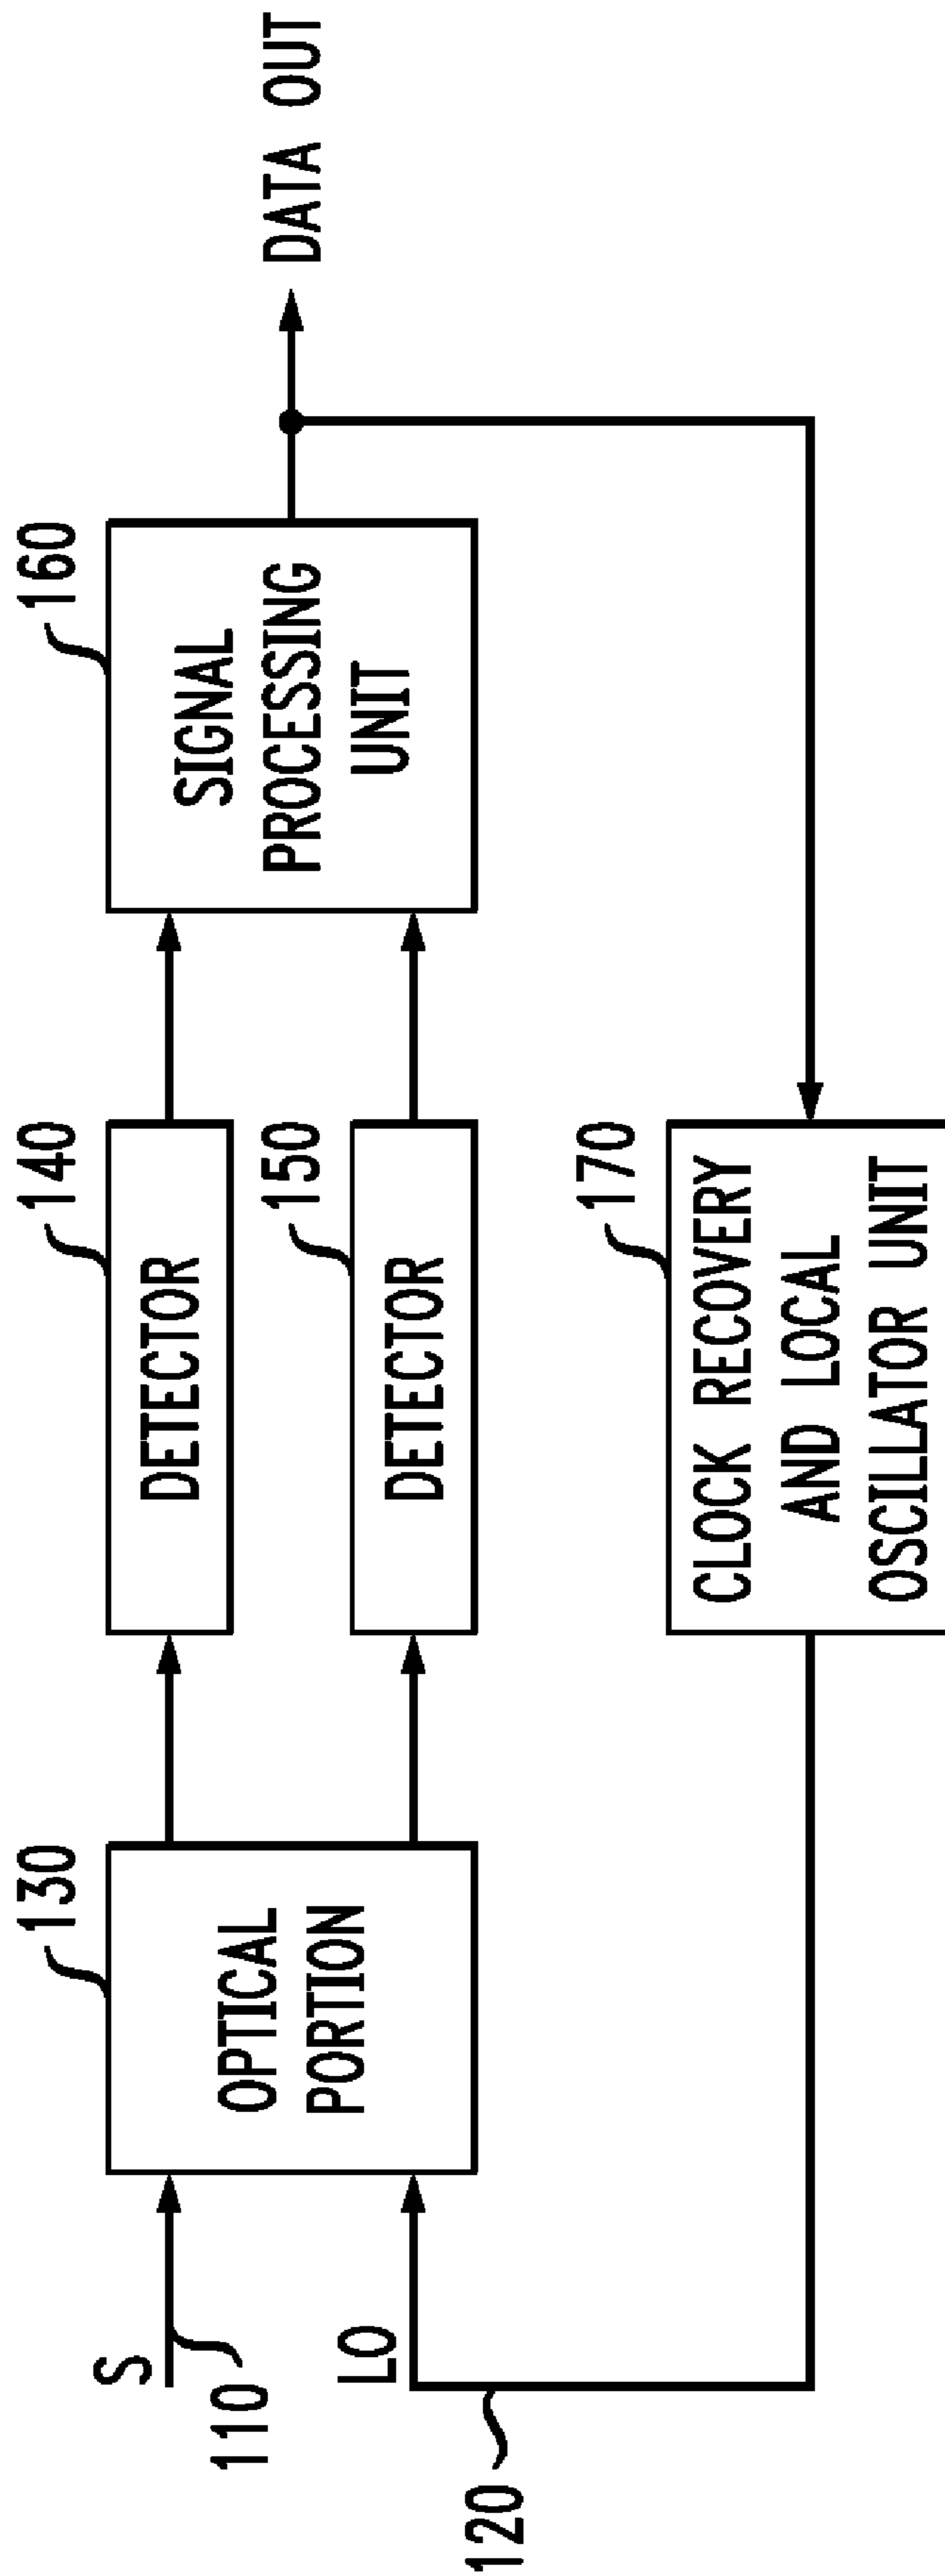 S
110
LO
120
130
OPTICAL
PORTION
140
DETECTOR
150
DETECTOR
160
SIGNAL
PROCESSING
UNIT
DATA OUT
170
CLOCK RECOVERY
AND LOCAL
OSCILLATOR UNIT